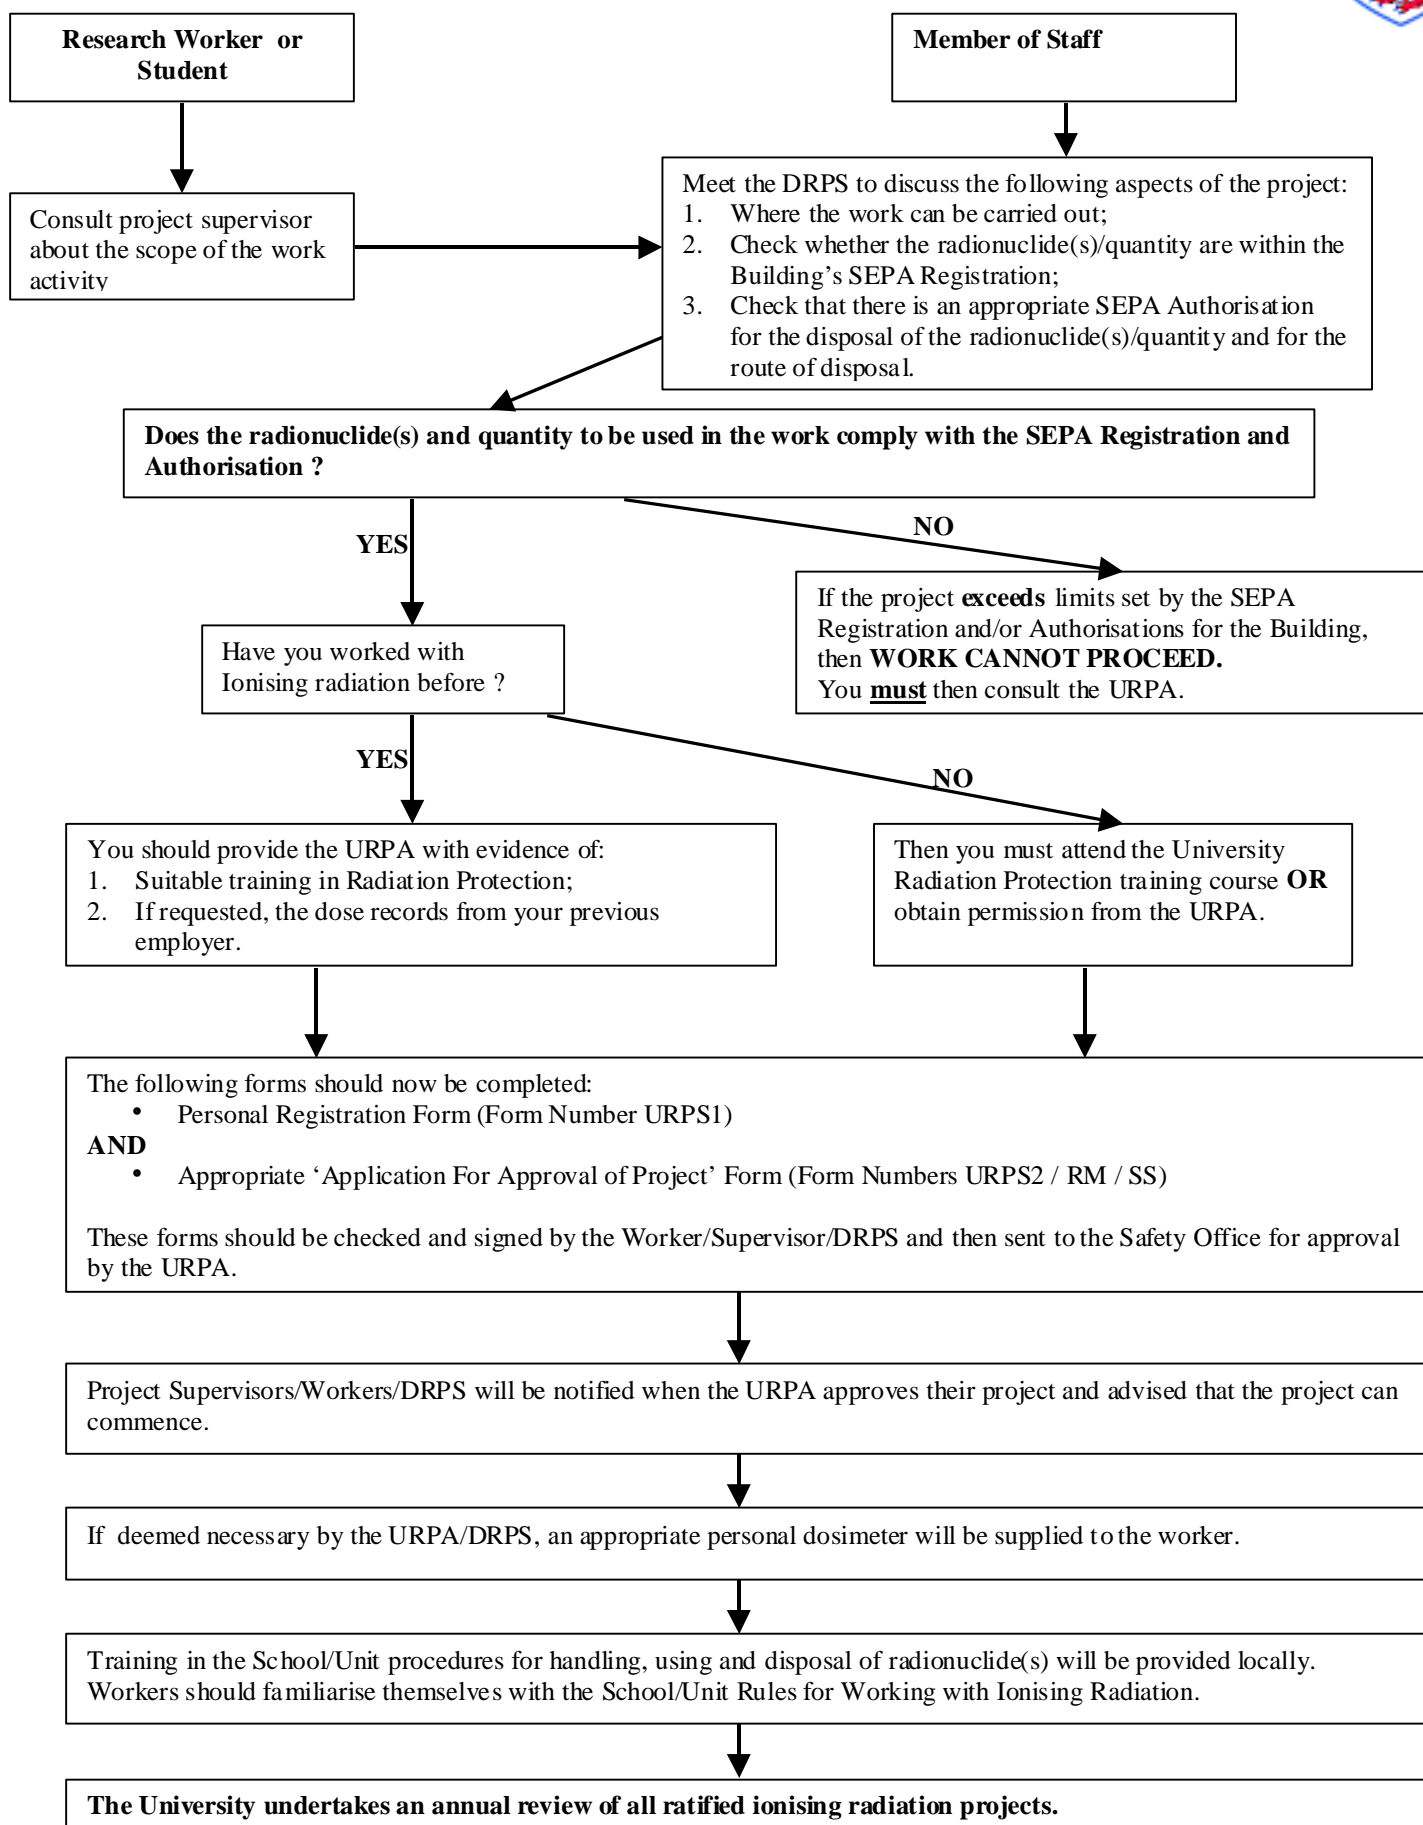 Research Worker or
Student
Member of Staff
Consult project supervisor
about the scope of the work
activity
Meet the DRPS to discuss the following aspects of the project:
1. Where the work can be carried out;
2. Check whether the radionuclide(s)/quantity are within the
Building’s SEPA Registration;
3. Check that there is an appropriate SEPA Authorisation
for the disposal of the radionuclide(s)/quantity and for the
route of disposal.
Does the radionuclide(s) and quantity to be used in the work comply with the SEPA Registration and
Authorisation ?
YES
NO
Have you worked with
Ionising radiation before ?
If the project exceeds limits set by the SEPA
Registration and/or Authorisations for the Building,
then WORK CANNOT PROCEED.
You must then consult the URPA.
YES
NO
You should provide the URPA with evidence of:
1. Suitable training in Radiation Protection;
2. If requested, the dose records from your previous
employer.
Then you must attend the University
Radiation Protection training course OR
obtain permission from the URPA.
The following forms should now be completed:
• Personal Registration Form (Form Number URPS1)
AND
• Appropriate ‘Application For Approval of Project’ Form (Form Numbers URPS2 / RM / SS)
These forms should be checked and signed by the Worker/Supervisor/DRPS and then sent to the Safety Office for approval
by the URPA.
Project Supervisors/Workers/DRPS will be notified when the URPA approves their project and advised that the project can
commence.
If deemed necessary by the URPA/DRPS, an appropriate personal dosimeter will be supplied to the worker.
Training in the School/Unit procedures for handling, using and disposal of radionuclide(s) will be provided locally.
Workers should familiarise themselves with the School/Unit Rules for Working with Ionising Radiation.
The University undertakes an annual review of all ratified ionising radiation projects.